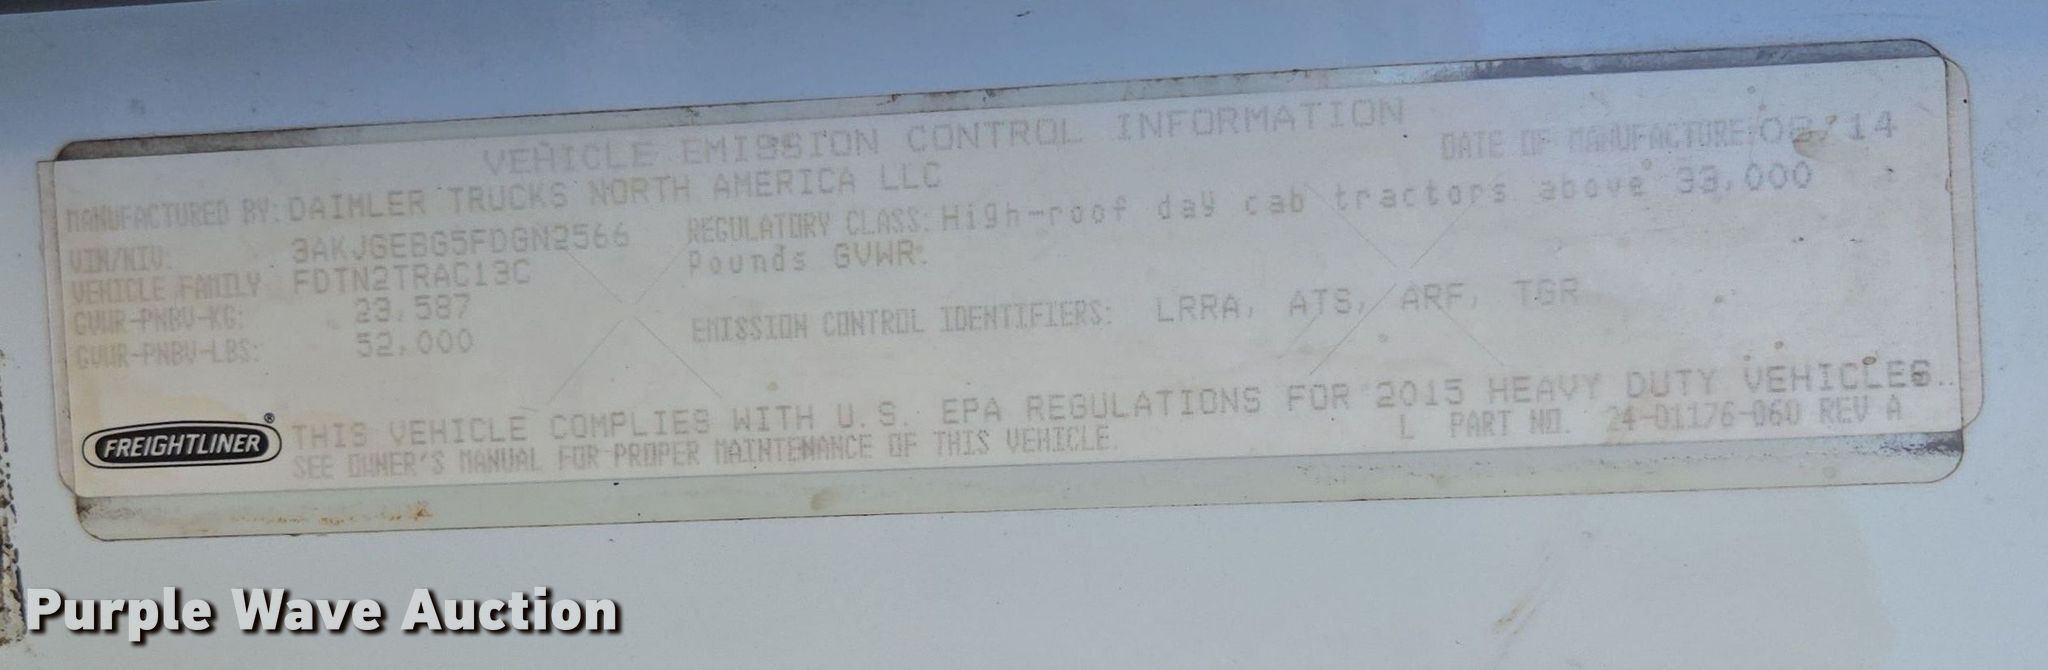 VEHICLE EMISSION CONTROL INFORMATION
DATE OF MANUFACTURE: 08/14
MANUFACTURED BY: DAIMLER TRUCKS NORTH AMERICA LLC
VIN/NIV: 3AKJGEBG5FDGN2566
REGULATORY CLASS: High-roof day cab tractors above 33,000
Pounds GVWR.
VEHICLE FAMILY FDTN2TRAC13C
GVWR-PNBV-KG: 23,587
GVWR-PNBV-LBS: 52,000
EMISSION CONTROL IDENTIFIERS: LRRA, ATS, ARF, TGR
THIS VEHICLE COMPLIES WITH U.S. EPA REGULATIONS FOR 2015 HEAVY DUTY VEHICLES.
SEE OWNER'S MANUAL FOR PROPER MAINTENANCE OF THIS VEHICLE.
L PART NO. 24-01176-060 REV A
FREIGHTLINER®
Purple Wave Auction